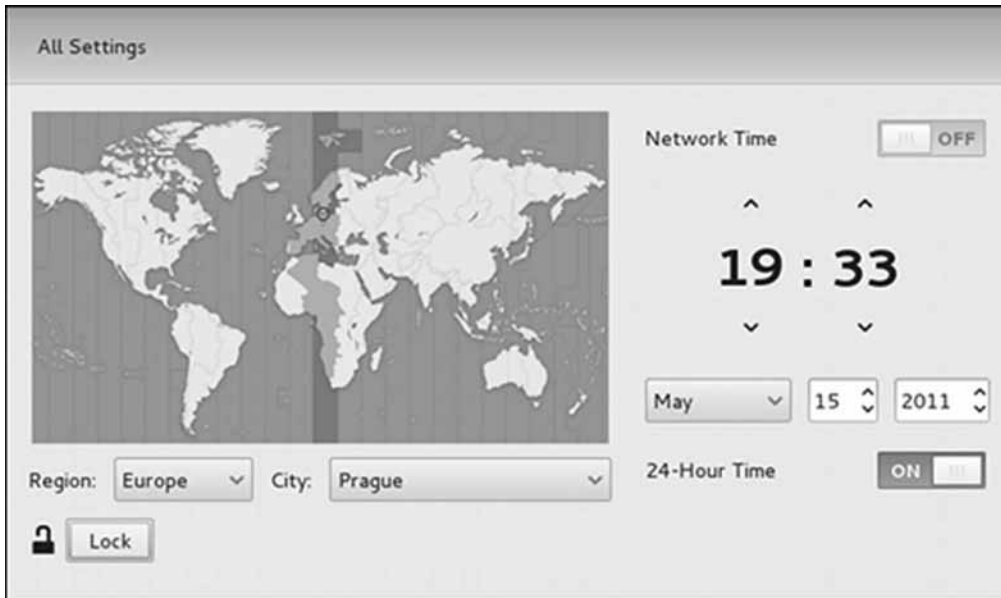 All Settings
Network Time OFF
19 : 33
May 15 2011
24-Hour Time ON
Region: Europe City: Prague
Lock